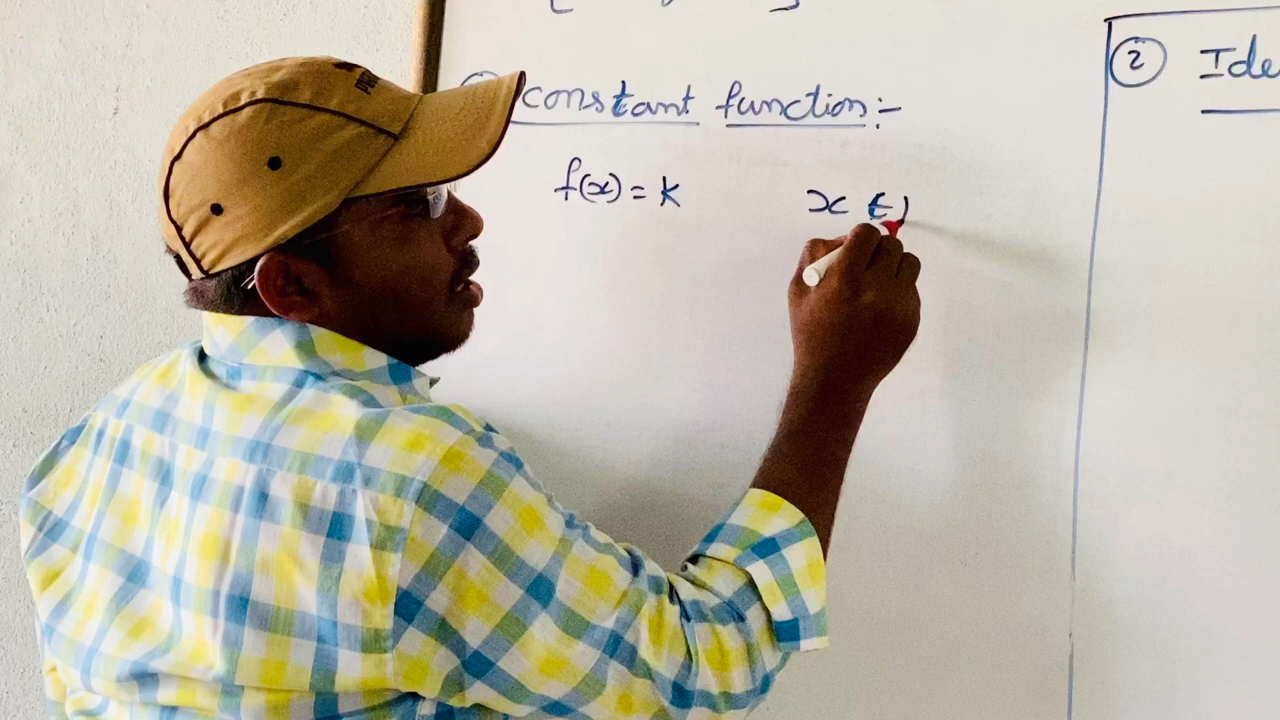 constant function:-
f(x) = k
x ∈
2 Ide